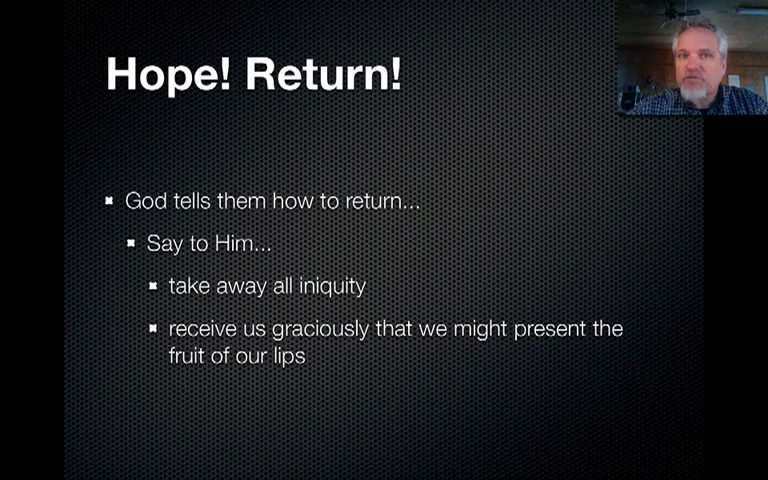 Hope! Return!
God tells them how to return...
Say to Him...
take away all iniquity
receive us graciously that we might present the
fruit of our lips